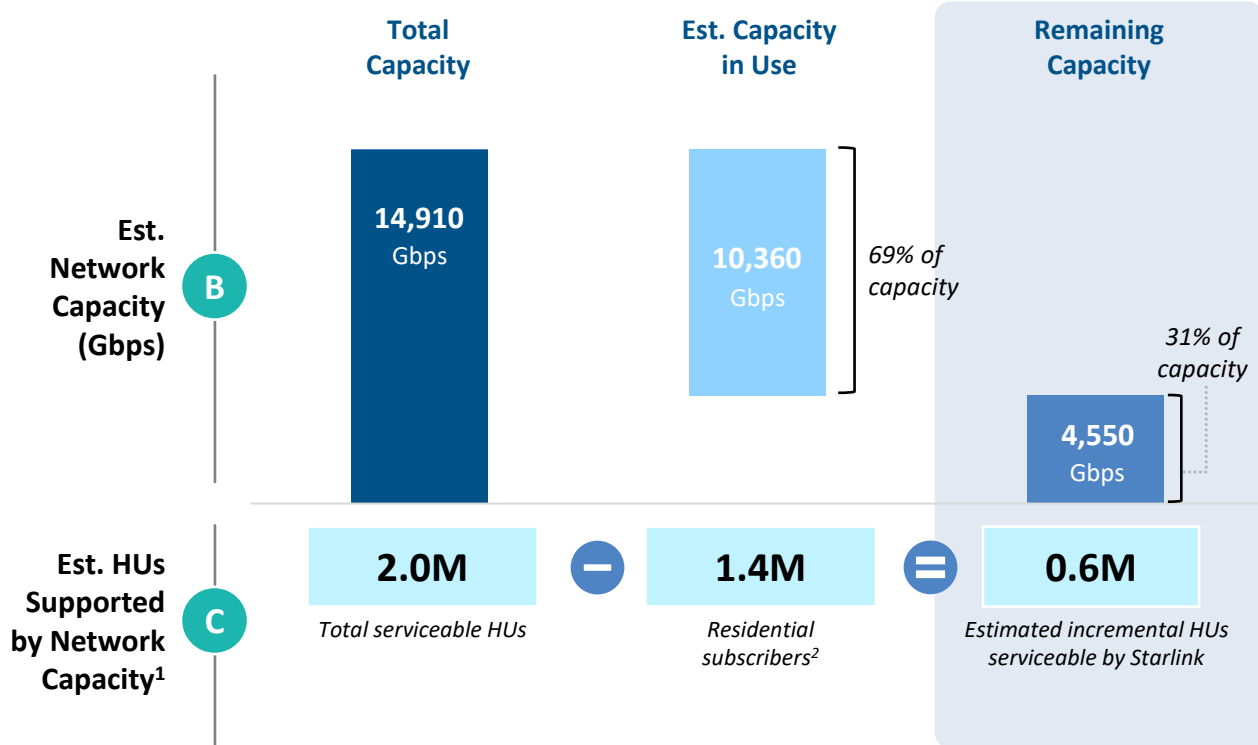 Total
Capacity
Est. Capacity
in Use
Remaining
Capacity
Est.
Network
Capacity
(Gbps)
B
14,910
Gbps
10,360
Gbps
69% of
capacity
31% of
capacity
4,550
Gbps
Est. HUs
Supported
by Network
Capacity¹
C
2.0M
−
1.4M
=
0.6M
Total serviceable HUs
Residential
subscribers²
Estimated incremental HUs
serviceable by Starlink